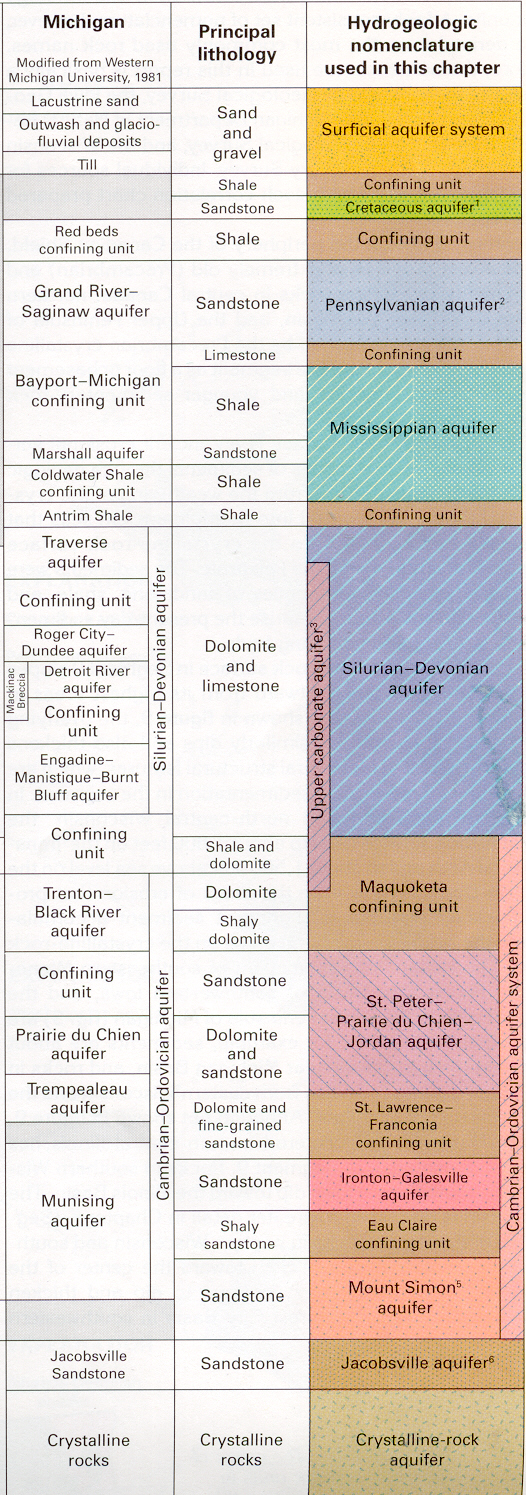 Michigan
Modified from Western
Michigan University, 1981
Principal
lithology
Hydrogeologic
nomenclature
used in this chapter
Lacustrine sand
Outwash and glacio-
fluvial deposits
Till
Sand
and
gravel
Surficial aquifer system
Shale
Confining unit
Sandstone
Cretaceous aquifer¹
Red beds
confining unit
Shale
Confining unit
Grand River–
Saginaw aquifer
Sandstone
Pennsylvanian aquifer²
Bayport–Michigan
confining unit
Limestone
Confining unit
Shale
Mississippian aquifer
Marshall aquifer
Sandstone
Coldwater Shale
confining unit
Shale
Antrim Shale
Shale
Confining unit
Traverse
aquifer
Confining unit
Roger City–
Dundee aquifer
Mackinac
Breccia
Detroit River
aquifer
Confining
unit
Engadine–
Manistique–Burnt
Bluff aquifer
Silurian–Devonian aquifer
Dolomite
and
limestone
Upper carbonate aquifer³
Silurian–Devonian
aquifer
Confining
unit
Shale and
dolomite
Maquoketa
confining unit
Trenton–
Black River
aquifer
Dolomite
Shaly
dolomite
Confining
unit
Sandstone
St. Peter–
Prairie du Chien–
Jordan aquifer
Prairie du Chien
aquifer
Dolomite
and
sandstone
Trempealeau
aquifer
Cambrian–Ordovician aquifer
Dolomite and
fine-grained
sandstone
St. Lawrence–
Franconia
confining unit
Cambrian-Ordovician aquifer system
Munising
aquifer
Sandstone
Ironton–Galesville
aquifer
Shaly
sandstone
Eau Claire
confining unit
Sandstone
Mount Simon⁵
aquifer
Jacobsville
Sandstone
Sandstone
Jacobsville aquifer⁶
Crystalline
rocks
Crystalline
rocks
Crystalline-rock
aquifer